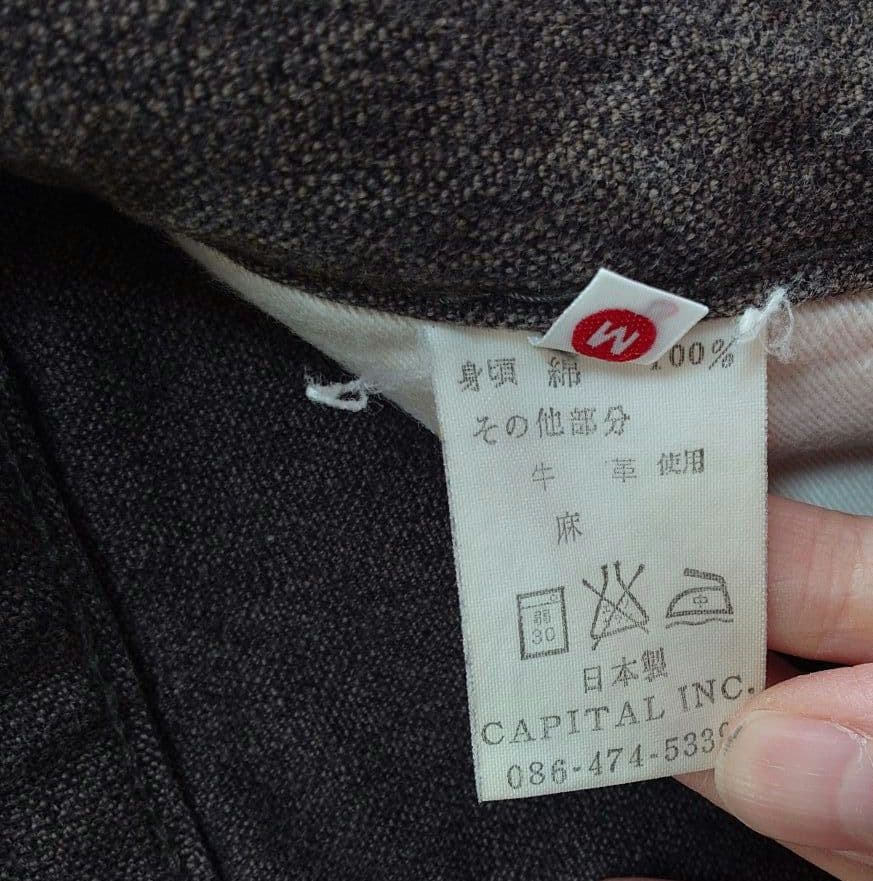 M
身頃 綿 100%
その他部分
牛 革 使用
麻
弱
30
中
日本製
CAPITAL INC.
086-474-533